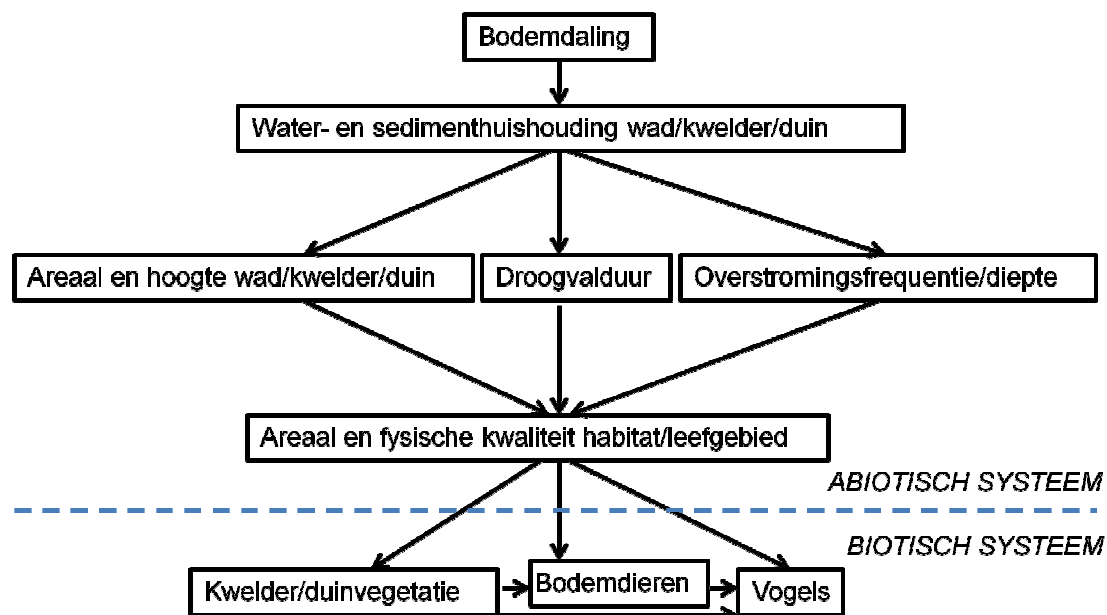 Bodemdaling
Water- en sedimenthuishouding wad/kwelder/duin
Areaal en hoogte wad/kwelder/duin
Droogvalduur
Overstromingsfrequentie/diepte
Areaal en fysische kwaliteit habitat/leefgebied
ABIOTISCH SYSTEEM
BIOTISCH SYSTEEM
Kwelder/duinvegetatie
Bodemdieren
Vogels